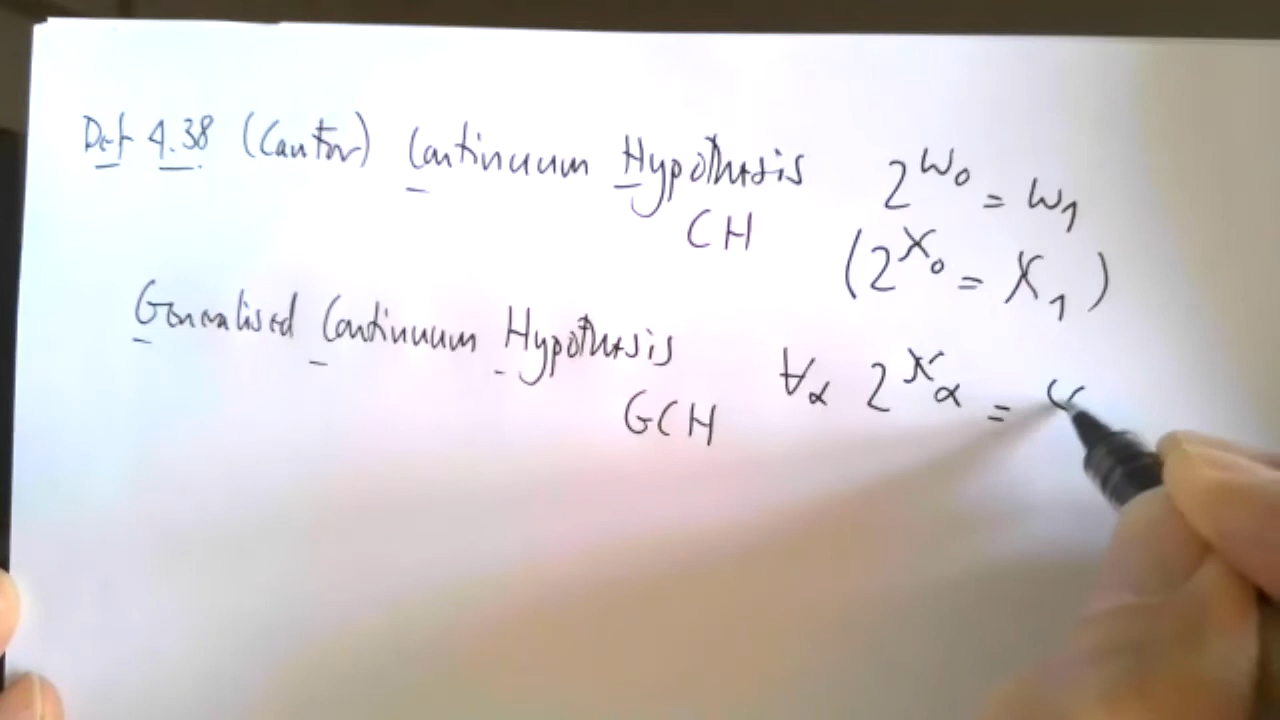 Def 4.38 (Cantor) Continuum Hypothesis 2^ω₀ = ω₁
CH (2^ℵ₀ = ℵ₁)
Generalised Continuum Hypothesis ∀α 2^ℵα =
GCH